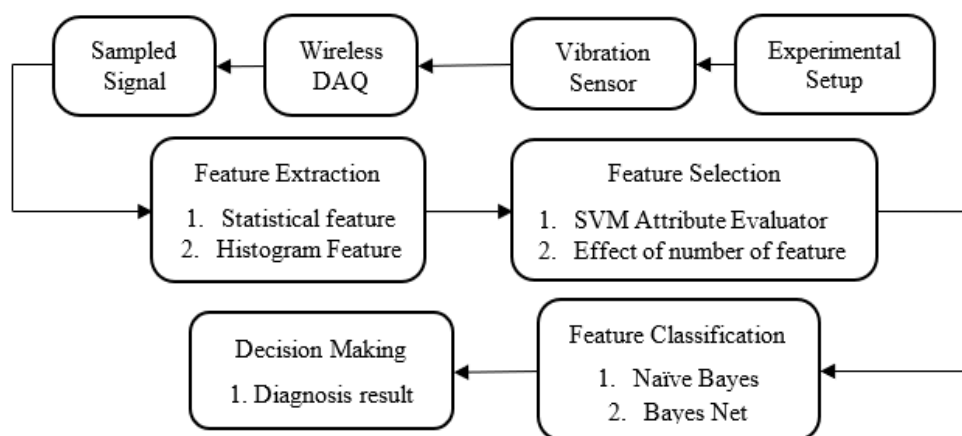 Sampled
Signal
Wireless
DAQ
Vibration
Sensor
Experimental
Setup
Feature Extraction
1. Statistical feature
2. Histogram Feature
Feature Selection
1. SVM Attribute Evaluator
2. Effect of number of feature
Decision Making
1. Diagnosis result
Feature Classification
1. Naïve Bayes
2. Bayes Net